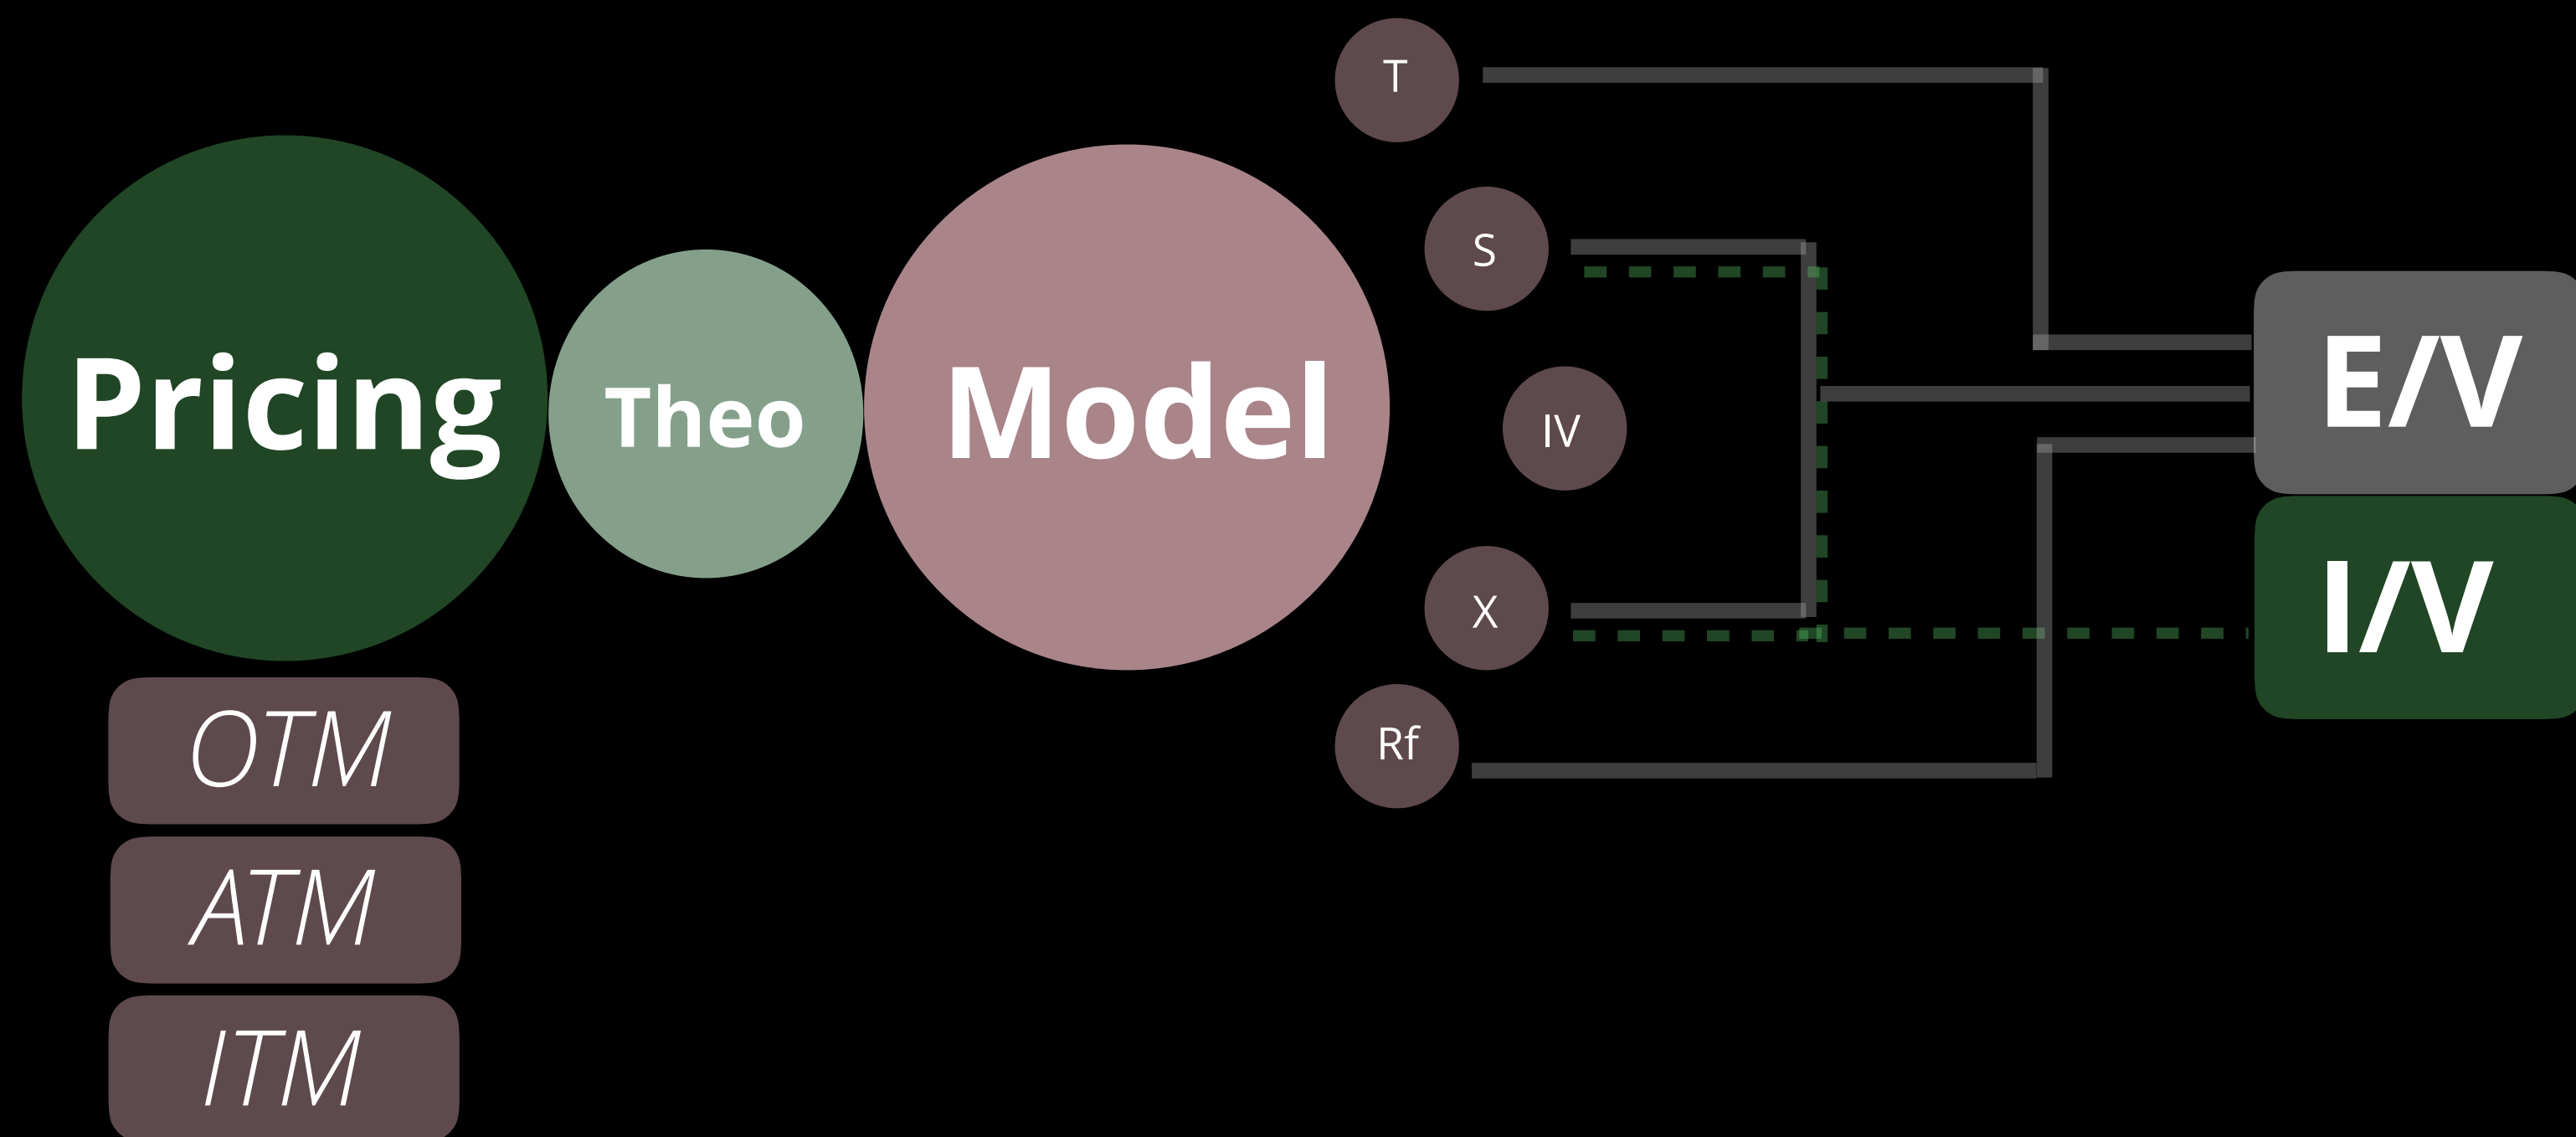 Pricing
Theo
Model
T
S
IV
X
Rf
E/V
I/V
OTM
ATM
ITM